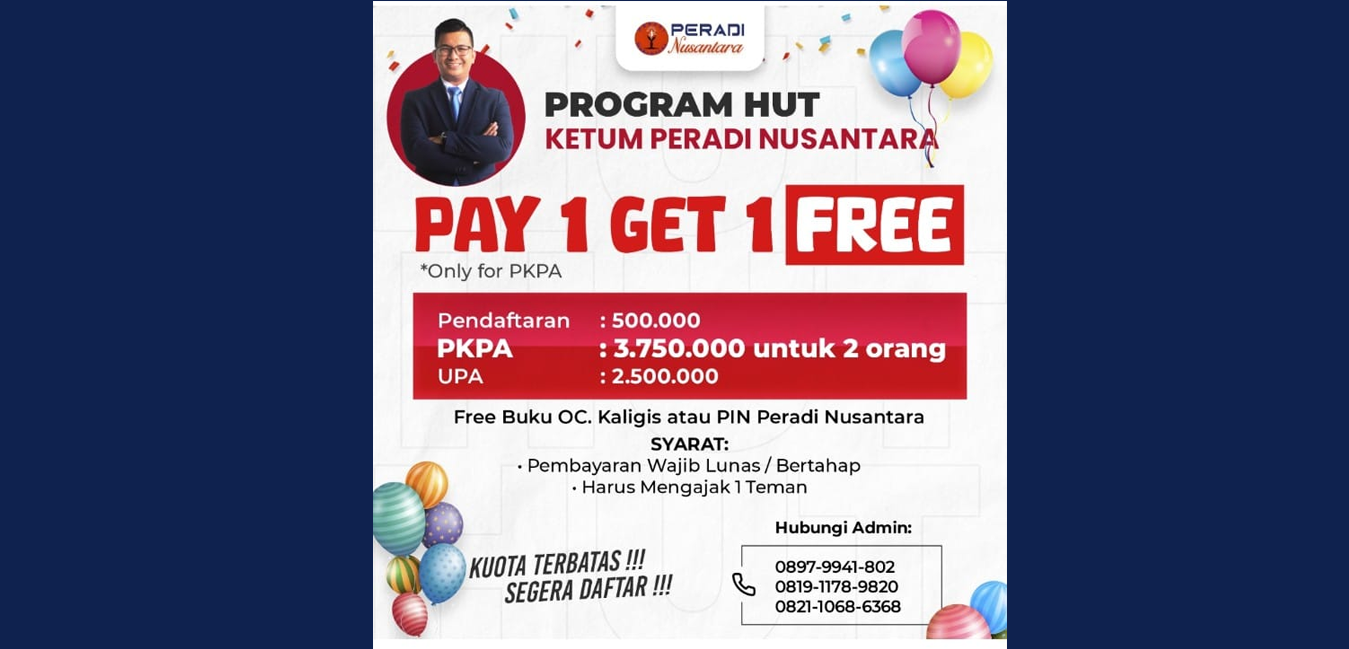 PERADI
Nusantara
PROGRAM HUT
KETUM PERADI NUSANTARA
PAY 1 GET 1 FREE
*Only for PKPA
Pendaftaran : 500.000
PKPA : 3.750.000 untuk 2 orang
UPA : 2.500.000
Free Buku OC. Kaligis atau PIN Peradi Nusantara
SYARAT:
• Pembayaran Wajib Lunas / Bertahap
• Harus Mengajak 1 Teman
Hubungi Admin:
0897-9941-802
0819-1178-9820
0821-1068-6368
KUOTA TERBATAS !!!
SEGERA DAFTAR !!!